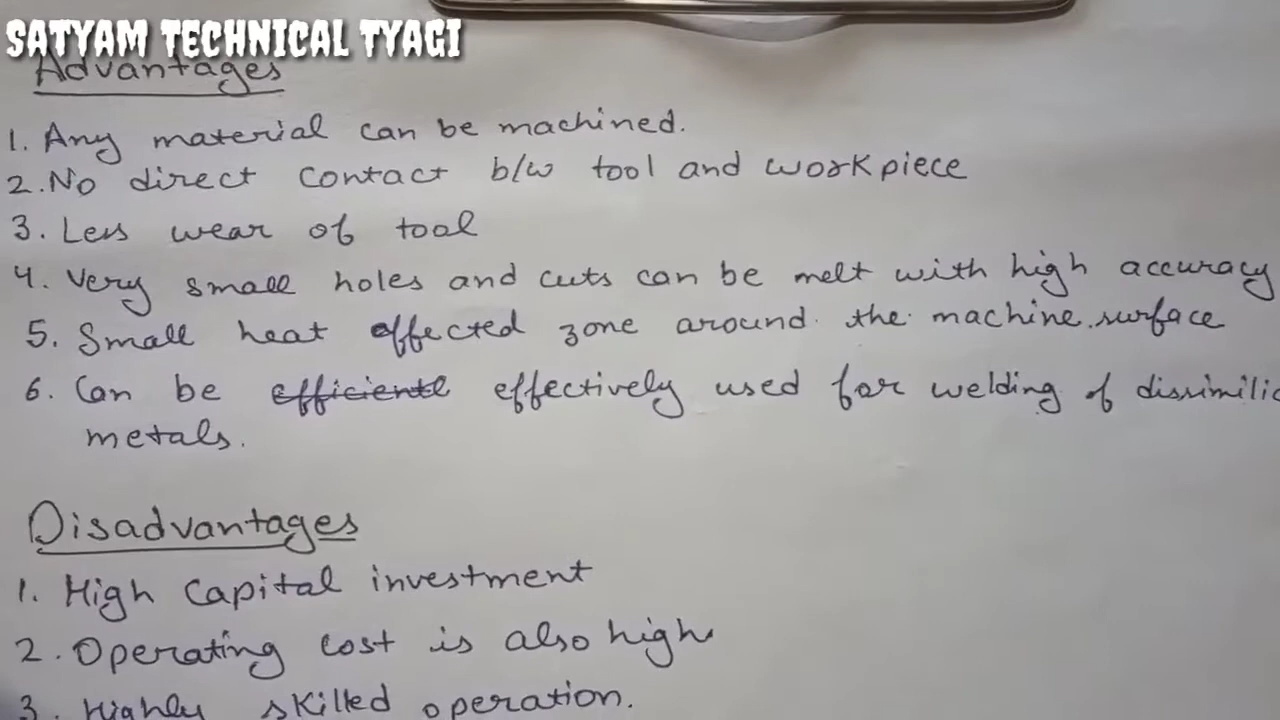 SATYAM TECHNICAL TYAGI
Advantages
1. Any material can be machined.
2. No direct contact b/w tool and workpiece
3. Less wear of tool
4. Very small holes and cuts can be melt with high accuracy
5. Small heat effected zone around the machine surface
6. Can be efficientl effectively used for welding of dissimilic
metals.
Disadvantages
1. High capital investment
2. Operating cost is also high
3. Highly skilled operation.